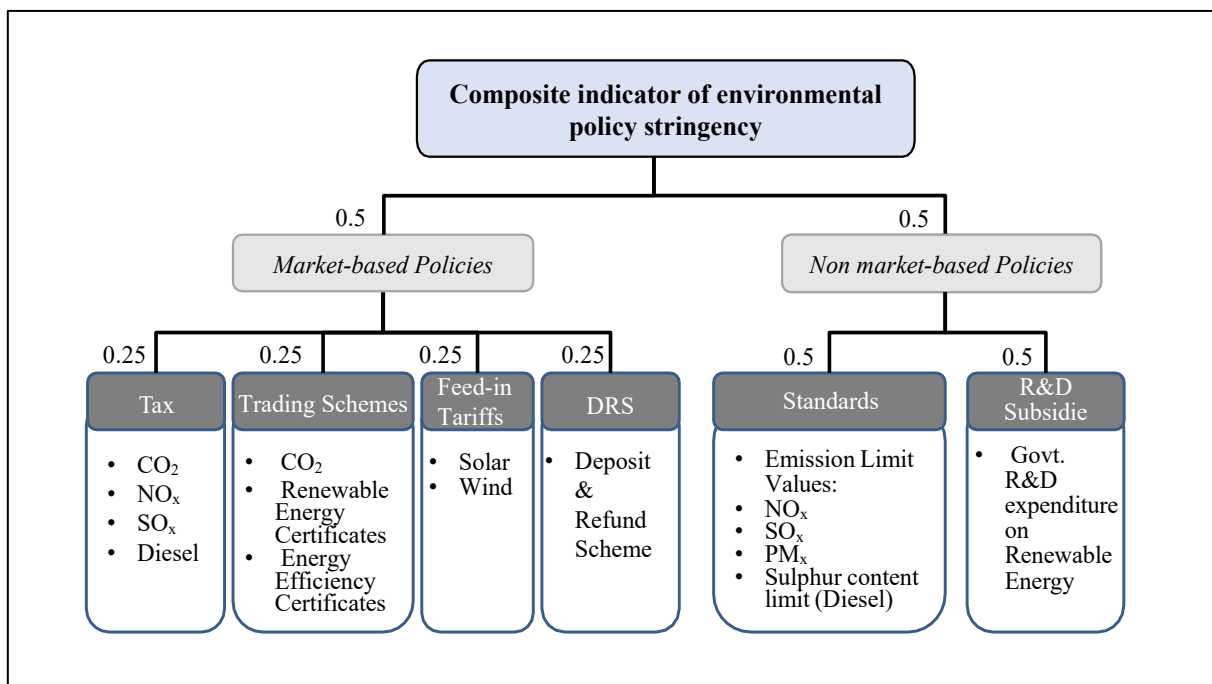 Composite indicator of environmental
policy stringency
0.5
0.5
Market-based Policies
Non market-based Policies
0.25
0.25
0.25
0.25
0.5
0.5
Tax
Trading Schemes
Feed-in
Tariffs
DRS
Standards
R&D
Subsidie
• CO₂
• NOₓ
• SOₓ
• Diesel
• CO₂
• Renewable
Energy
Certificates
• Energy
Efficiency
Certificates
• Solar
• Wind
• Deposit
&
Refund
Scheme
• Emission Limit
Values:
• NOₓ
• SOₓ
• PMₓ
• Sulphur content
limit (Diesel)
• Govt.
R&D
expenditure
on
Renewable
Energy